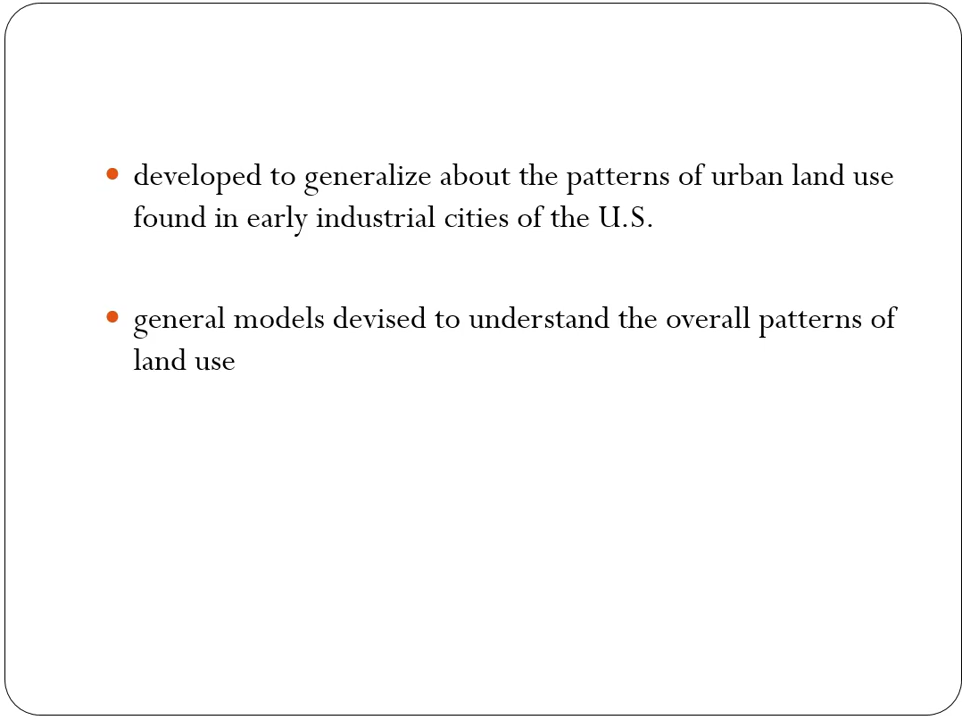 • developed to generalize about the patterns of urban land use
found in early industrial cities of the U.S.
• general models devised to understand the overall patterns of
land use